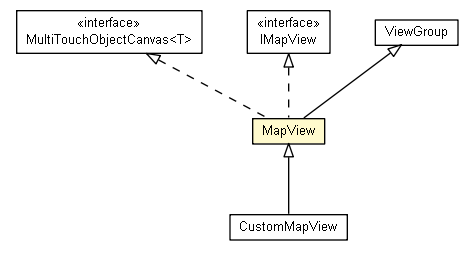 «interface»
MultiTouchObjectCanvas<T>
«interface»
IMapView
ViewGroup
MapView
CustomMapView